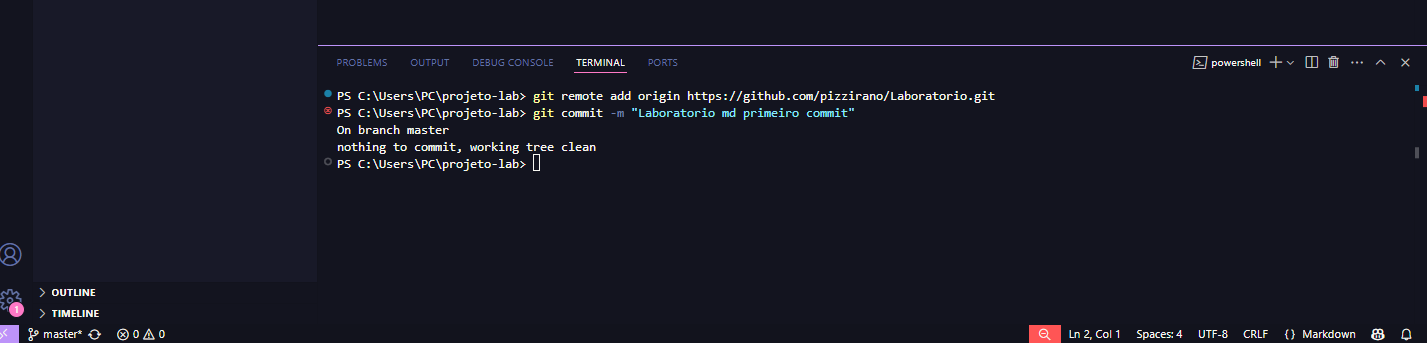 PROBLEMS OUTPUT DEBUG CONSOLE TERMINAL PORTS powershell
PS C:\Users\PC\projeto-lab> git remote add origin https://github.com/pizzirano/Laboratorio.git
PS C:\Users\PC\projeto-lab> git commit -m "Laboratorio md primeiro commit"
On branch master
nothing to commit, working tree clean
PS C:\Users\PC\projeto-lab>
1
OUTLINE
TIMELINE
master* 0 0 Ln 2, Col 1 Spaces: 4 UTF-8 CRLF {} Markdown